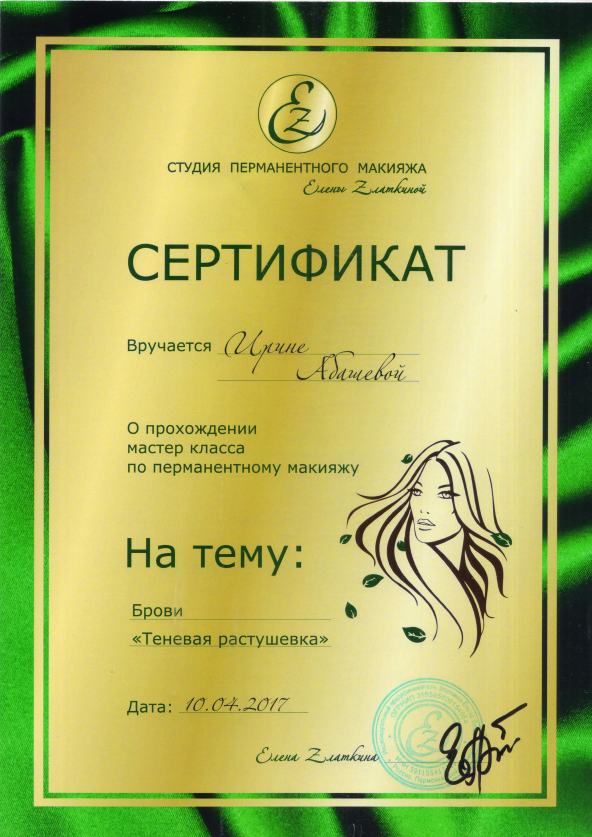 EZ
СТУДИЯ ПЕРМАНЕНТНОГО МАКИЯЖА
Елены Zлаткиной
СЕРТИФИКАТ
Вручается Ирине
Абашевой
О прохождении
мастер класса
по перманентному макияжу
На тему:
Брови
«Теневая растушевка»
Дата: 10.04.2017
Елена Zлаткина
EZ